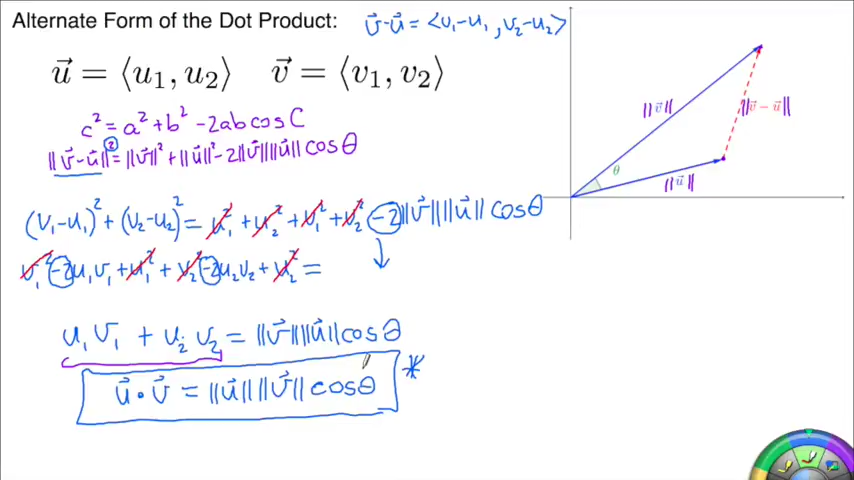 Alternate Form of the Dot Product:
v⃗-u⃗ = <v₁-u₁, v₂-u₂>
u⃗ = ⟨u₁, u₂⟩ v⃗ = ⟨v₁, v₂⟩
c² = a² + b² - 2ab cos C
||v⃗-u⃗||² = ||v⃗||² + ||u⃗||² - 2||v⃗|| ||u⃗|| cos θ
(v₁-u₁)² + (v₂-u₂)² = u₁² + u₂² + v₁² + v₂² -2||v⃗|| ||u⃗|| cos θ
v₁² -2u₁v₁ + u₁² + v₂² -2u₂v₂ + u₂² =
u₁v₁ + u₂v₂ = ||v⃗|| ||u⃗|| cos θ
u⃗ • v⃗ = ||u⃗|| ||v⃗|| cos θ *
||v⃗||
||v⃗ - u⃗||
θ
||u⃗||